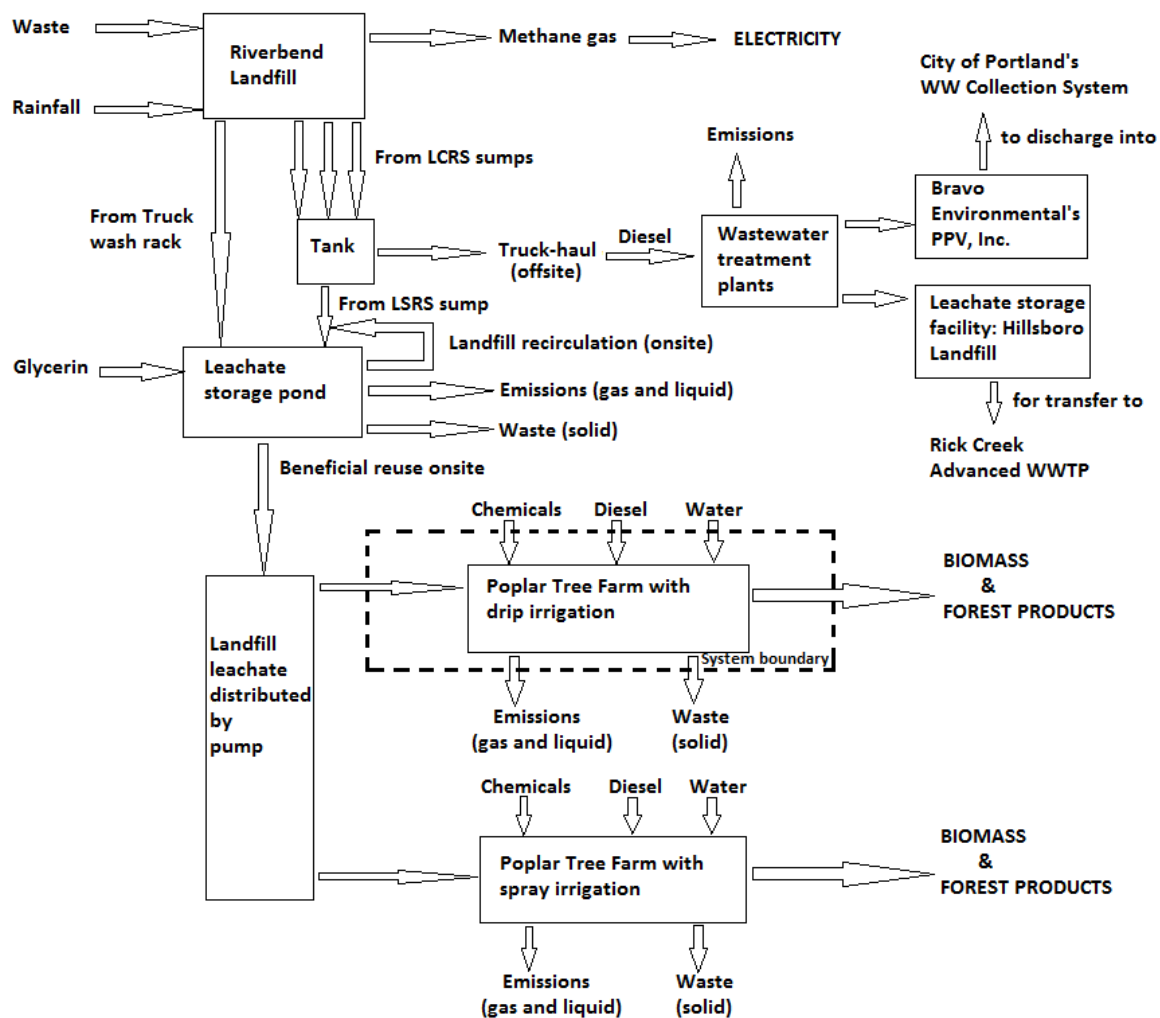 Waste
Riverbend
Landfill
Methane gas
ELECTRICITY
City of Portland's
WW Collection System
Rainfall
Emissions
to discharge into
From LCRS sumps
From Truck
wash rack
Tank
Truck-haul
(offsite)
Diesel
Wastewater
treatment
plants
Bravo
Environmental's
PPV, Inc.
From LSRS sump
Leachate storage
facility: Hillsboro
Landfill
Landfill recirculation (onsite)
Glycerin
Leachate
storage pond
Emissions (gas and liquid)
Waste (solid)
for transfer to
Rick Creek
Advanced WWTP
Beneficial reuse onsite
Chemicals
Diesel
Water
Poplar Tree Farm with
drip irrigation
System boundary
BIOMASS
&
FOREST PRODUCTS
Landfill
leachate
distributed
by
pump
Emissions
(gas and liquid)
Waste
(solid)
Chemicals
Diesel
Water
Poplar Tree Farm with
spray irrigation
BIOMASS
&
FOREST PRODUCTS
Emissions
(gas and liquid)
Waste
(solid)